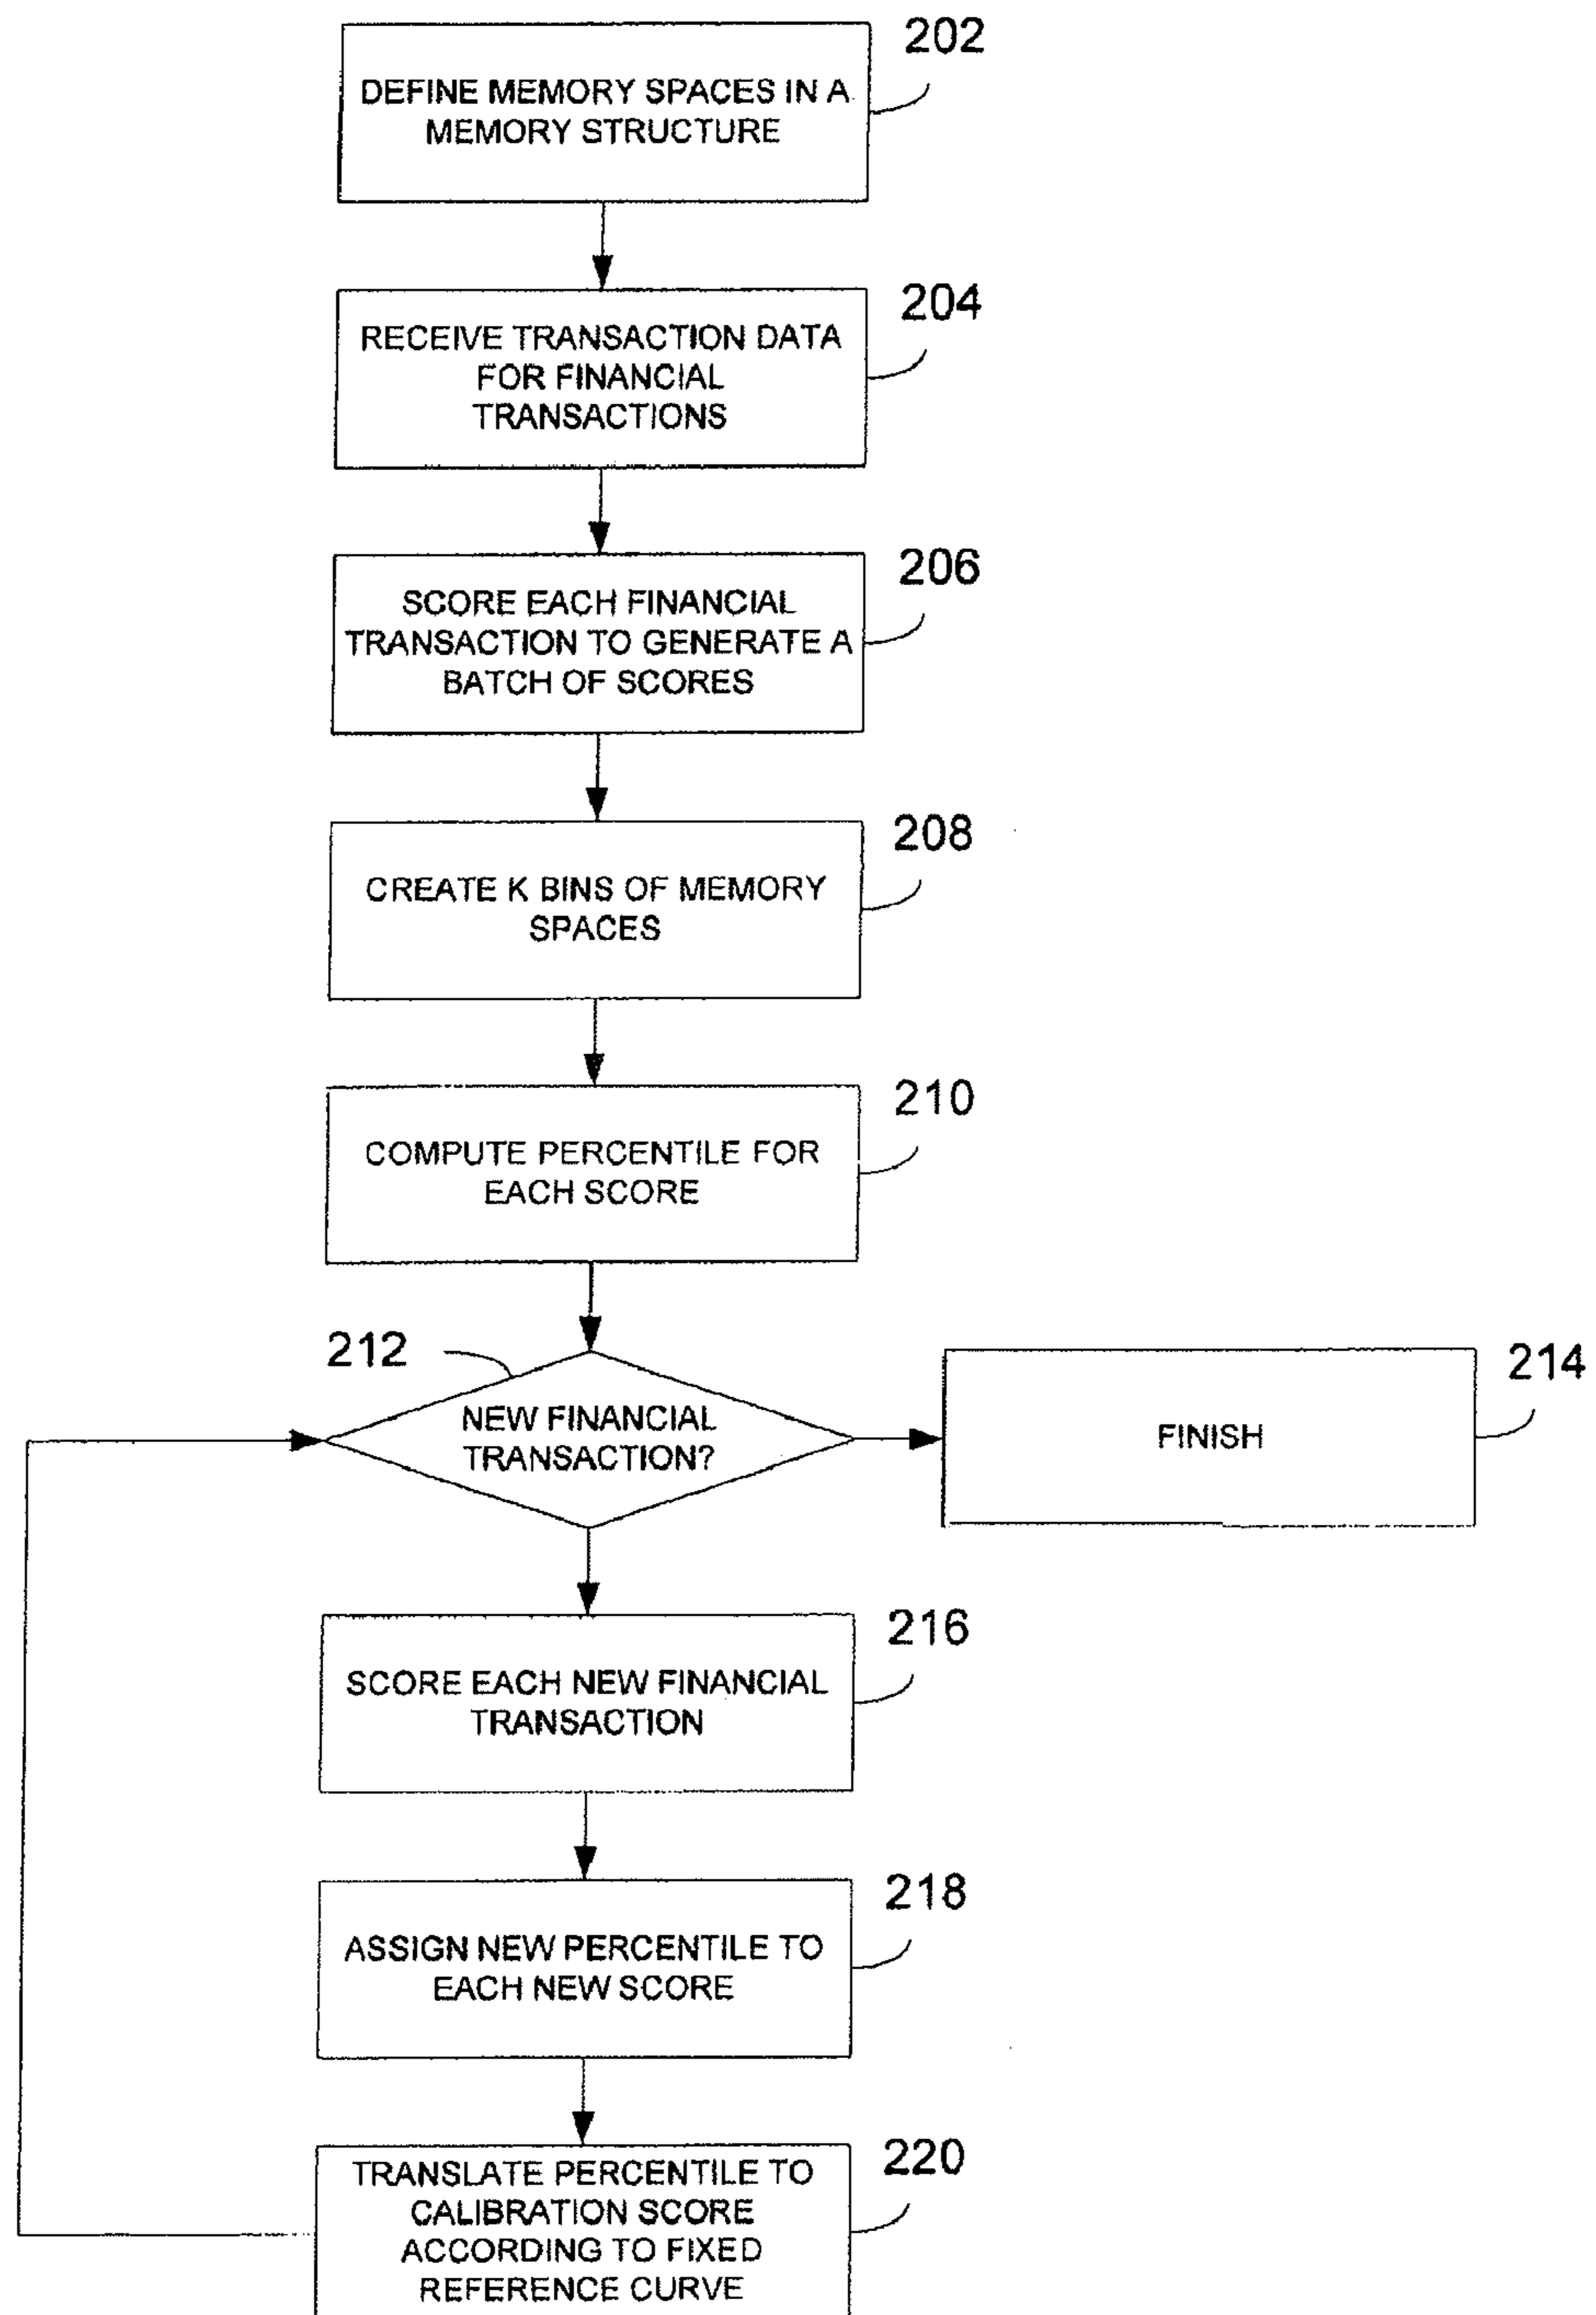 202
DEFINE MEMORY SPACES IN A
MEMORY STRUCTURE
204
RECEIVE TRANSACTION DATA
FOR FINANCIAL
TRANSACTIONS
206
SCORE EACH FINANCIAL
TRANSACTION TO GENERATE A
BATCH OF SCORES
208
CREATE K BINS OF MEMORY
SPACES
210
COMPUTE PERCENTILE FOR
EACH SCORE
212
NEW FINANCIAL
TRANSACTION?
214
FINISH
216
SCORE EACH NEW FINANCIAL
TRANSACTION
218
ASSIGN NEW PERCENTILE TO
EACH NEW SCORE
220
TRANSLATE PERCENTILE TO
CALIBRATION SCORE
ACCORDING TO FIXED
REFERENCE CURVE